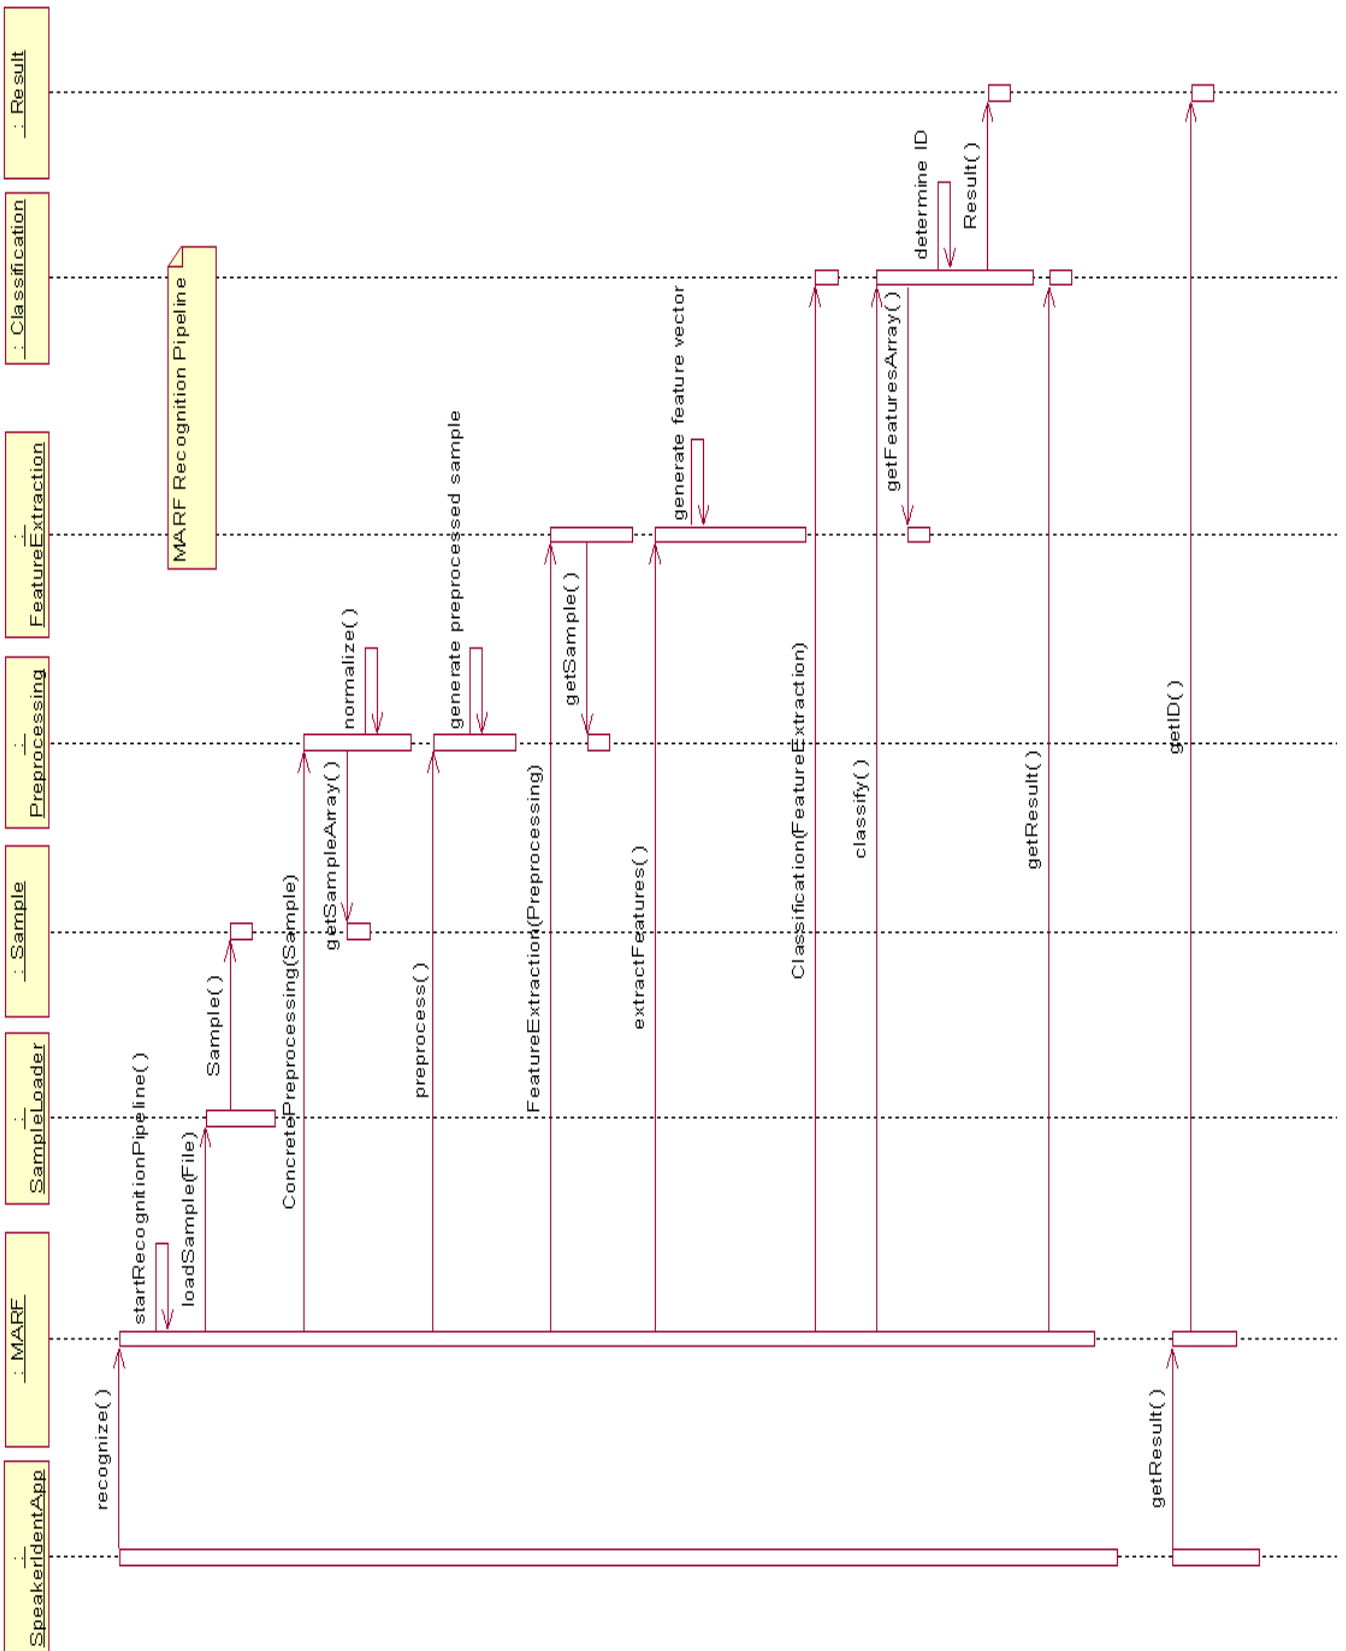 :
SpeakerIdentApp
: MARF
:
SampleLoader
: Sample
:
Preprocessing
:
FeatureExtraction
: Classification
: Result
MARF Recognition Pipeline
recognize( )
startRecognitionPipeline( )
loadSample(File)
Sample( )
ConcretePreprocessing(Sample)
getSampleArray( )
normalize( )
preprocess( )
generate preprocessed sample
FeatureExtraction(Preprocessing)
getSample( )
extractFeatures( )
generate feature vector
Classification(FeatureExtraction)
classify( )
getFeaturesArray( )
determine ID
Result( )
getResult( )
getResult( )
getID( )